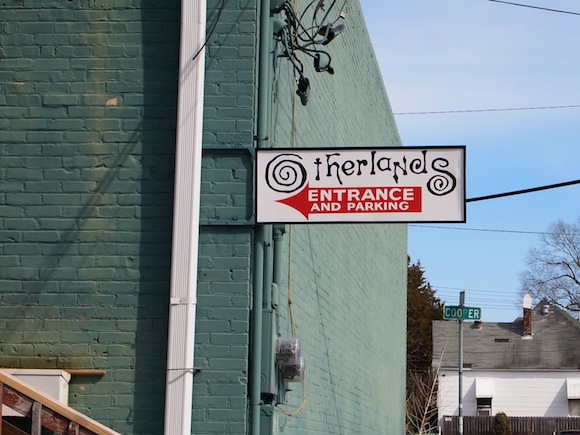 Otherlands
ENTRANCE
AND PARKING
COOPER